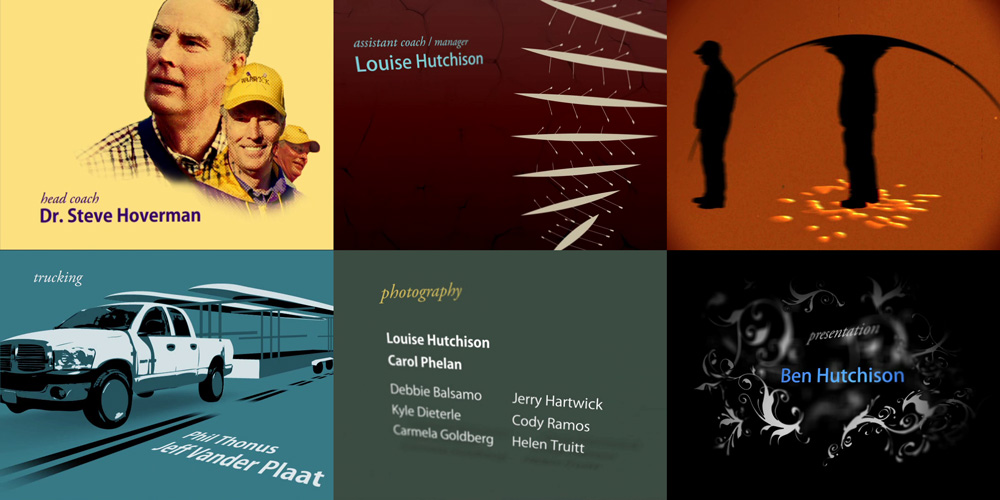 head coach
Dr. Steve Hoverman
assistant coach / manager
Louise Hutchison
trucking
Phil Thonus
Jeff Vander Plaat
photography
Louise Hutchison
Carol Phelan
Debbie Balsamo
Kyle Dieterle
Carmela Goldberg
Jerry Hartwick
Cody Ramos
Helen Truitt
presentation
Ben Hutchison